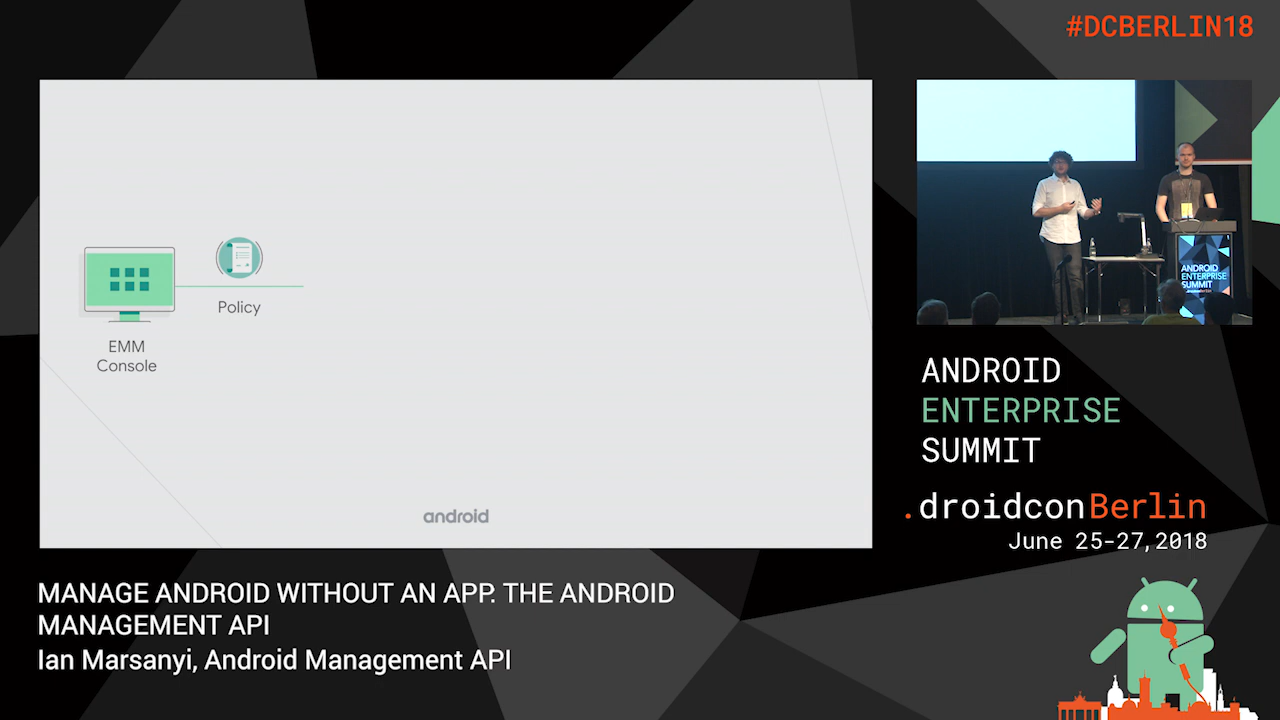 #DCBERLIN18
Policy
EMM
Console
android
ANDROID
ENTERPRISE
SUMMIT
ANDROID
ENTERPRISE
SUMMIT
.droidconBerlin
June 25-27,2018
MANAGE ANDROID WITHOUT AN APP. THE ANDROID
MANAGEMENT API
Ian Marsanyi, Android Management API